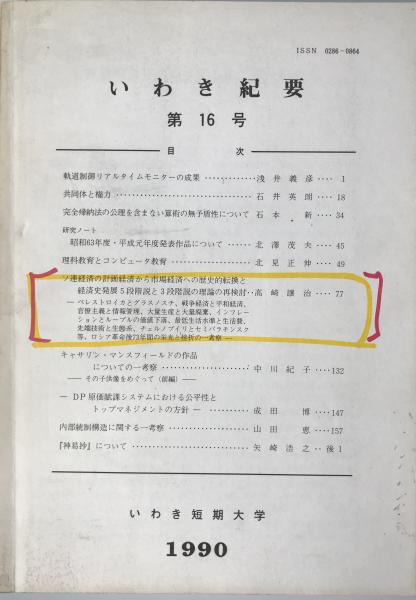 ISSN 0286-0864
いわき紀要
第16号
目 次
軌道制御リアルタイムモニターの成果 ………… 浅井義彦 …… 1
共同体と権力 ………… 石井英朗 …… 18
完全帰納法の公理を含まない算術の無矛盾性について 石本 新 …… 34
研究ノート
昭和63年度・平成元年度発表作品について …… 北澤茂夫 …… 45
理科教育とコンピュータ教育 ………… 北見正伸 …… 49
ソ連経済の計画経済から市場経済への歴史的転換と
経済史発展5段階説と3段階説の理論の再検討 ‥ 高崎譲治 …… 77
― ペレストロイカとグラスノスチ、戦争経済と平和経済、
官僚主義と情報管理、大量生産と大量廃棄、インフレー
ションとルーブルの価値下落、最低生活水準と生活費、
先端技術と生態系、チェルノブイリとセミパラチンスク
等、ロシア革命後73年間の栄光と挫折の一考察 ―
キャサリン・マンスフィールドの作品
についての一考察 ………… 中川紀子 …… 132
― その子供像をめぐって（前編）―
― DP原価賦課システムにおける公平性と
トップマネジメントの方針 ― …… 成田 博 …… 147
内部統制構造に関する一考察 ………… 山田 恵 …… 157
『神易抄』について ………… 矢崎浩之 ‥ 後1
いわき短期大学
1990